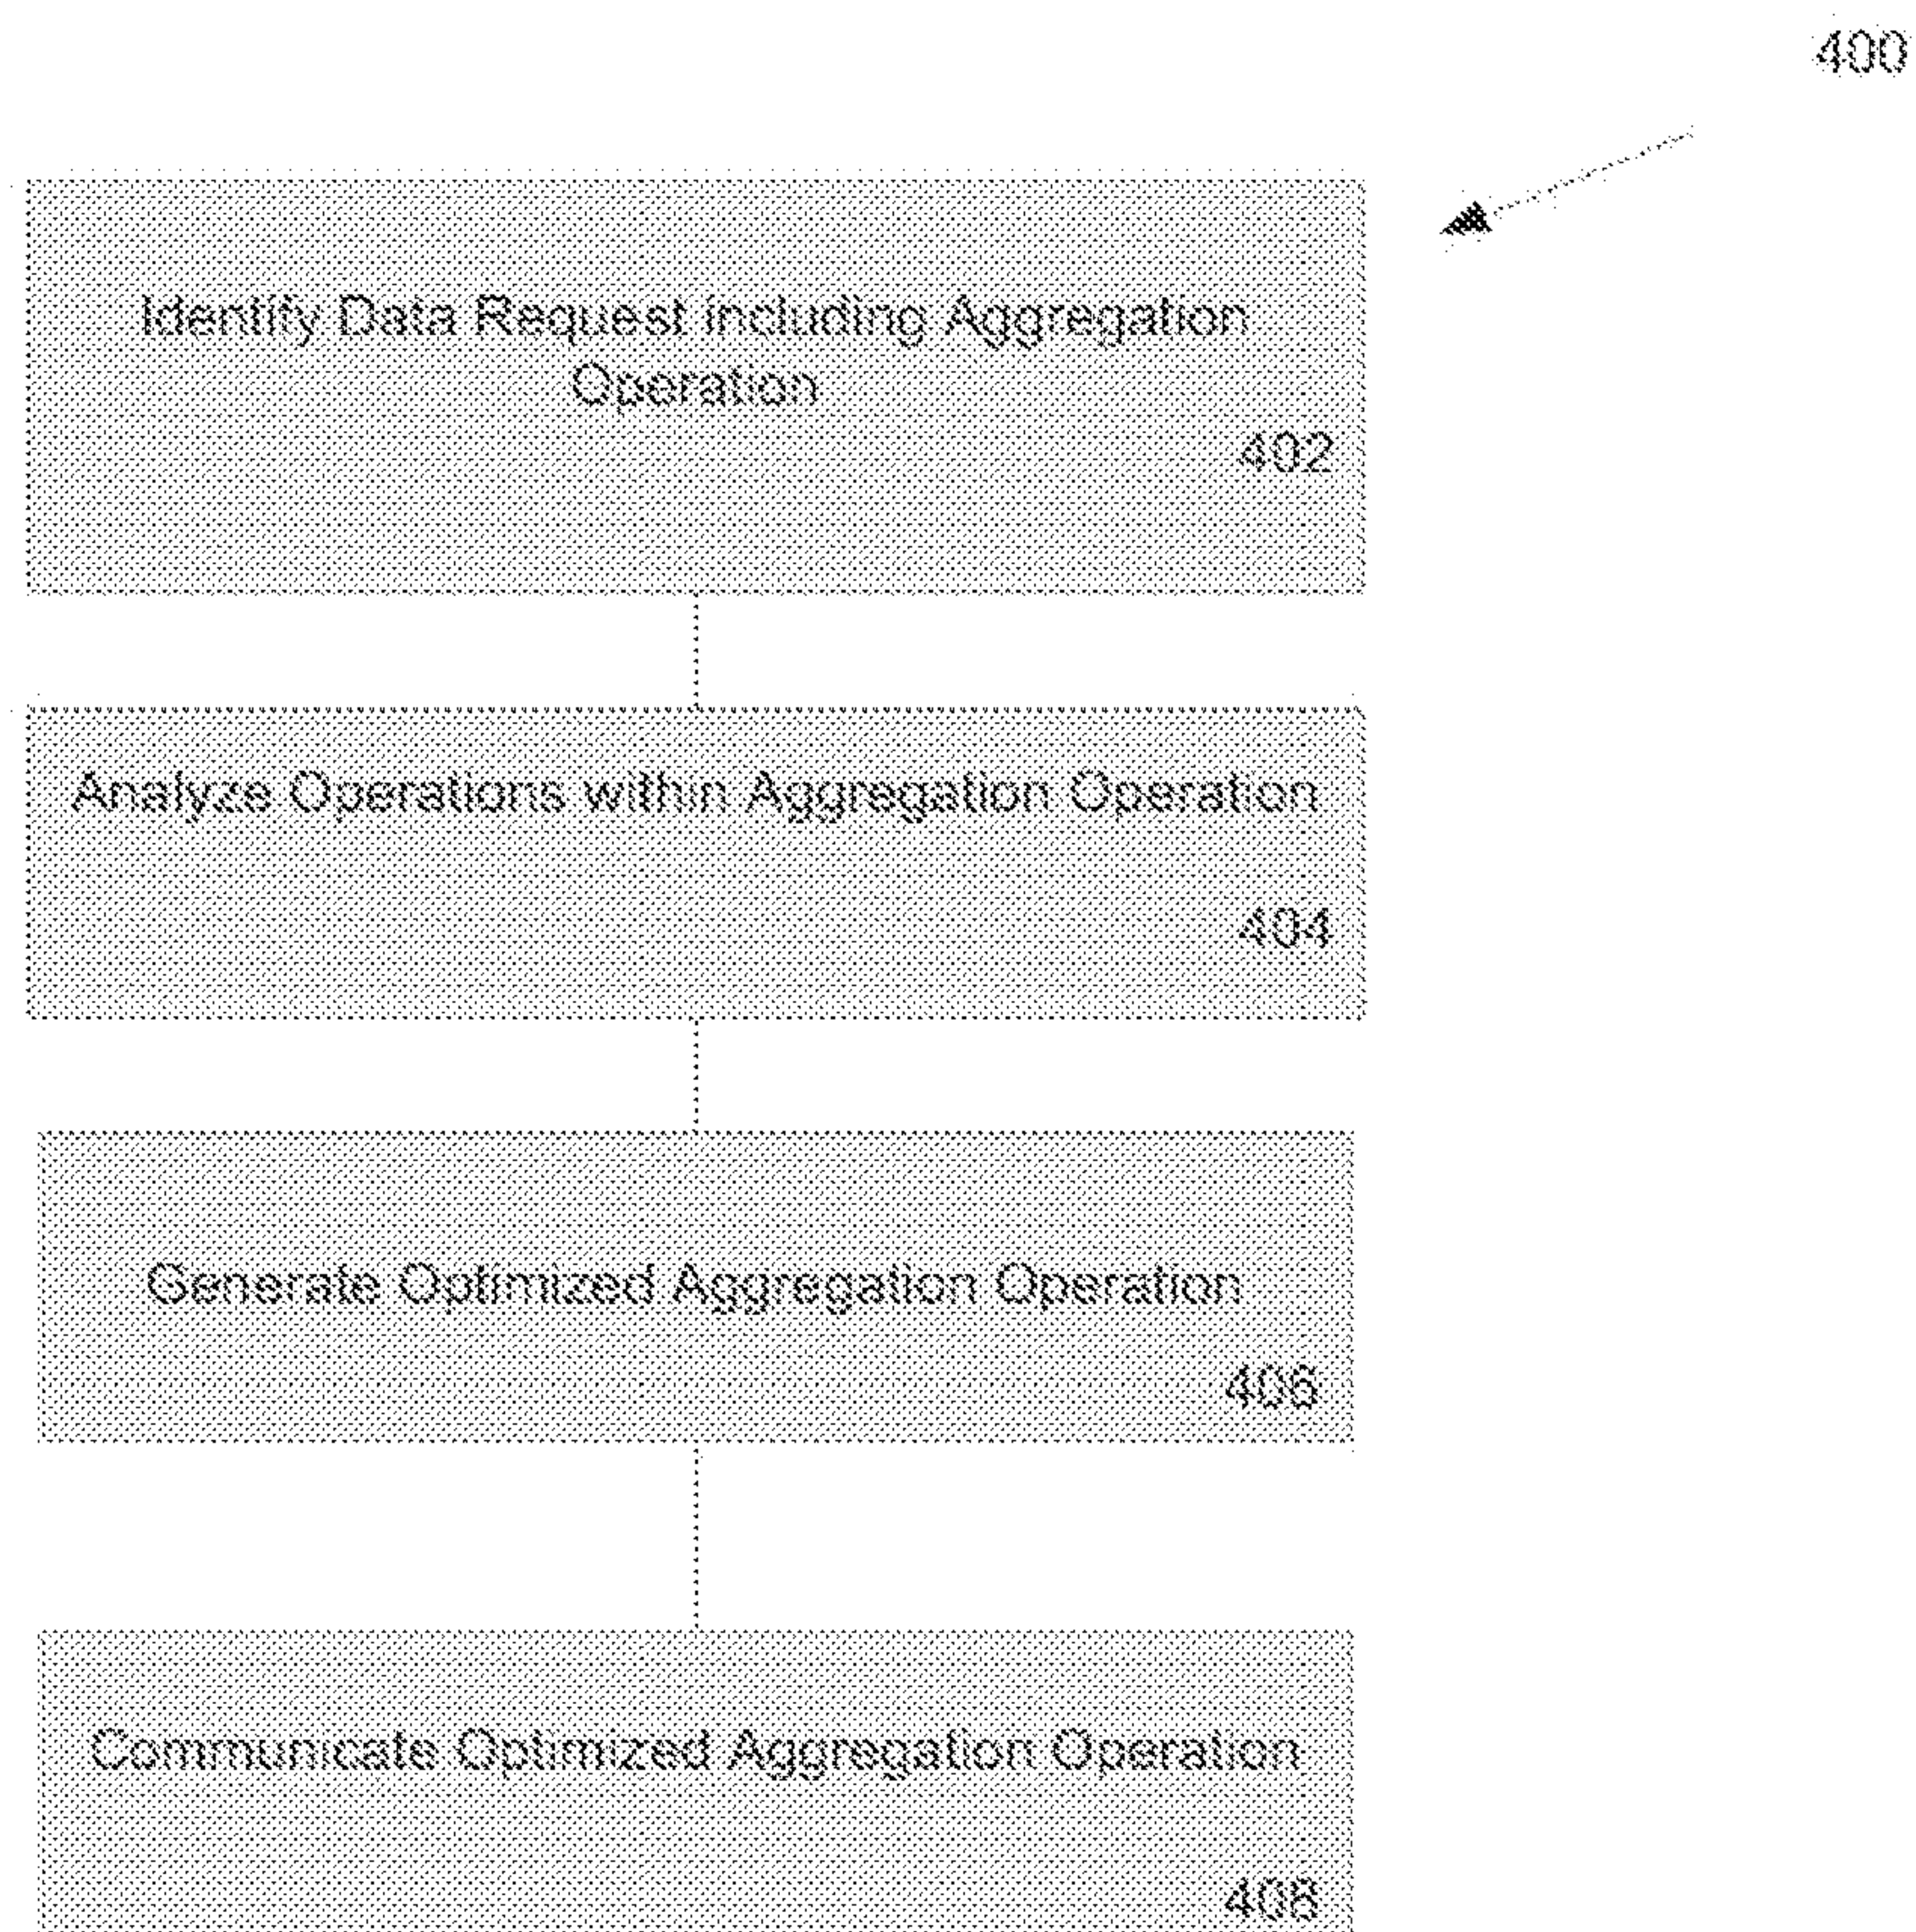 400
Identify Data Request including Aggregation
Operation
402
Analyze Operations within Aggregation Operation
404
Generate Optimized Aggregation Operation
406
Communicate Optimized Aggregation Operation
408